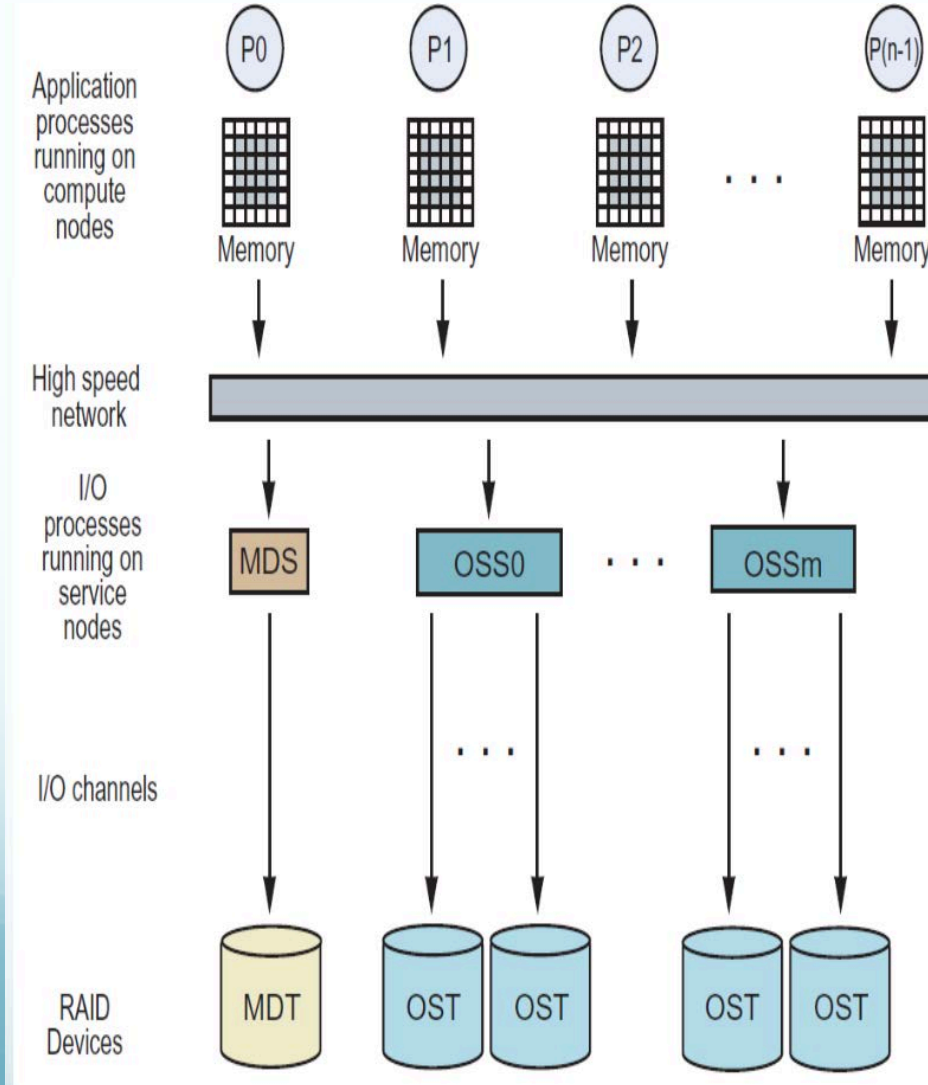 P0 P1 P2 P(n-1)
Application
processes
running on
compute
nodes
. . .
Memory Memory Memory Memory
High speed
network
I/O
processes
running on
service
nodes
MDS OSS0 . . . OSSm
. . . . . .
I/O channels
RAID
Devices
MDT OST OST OST OST